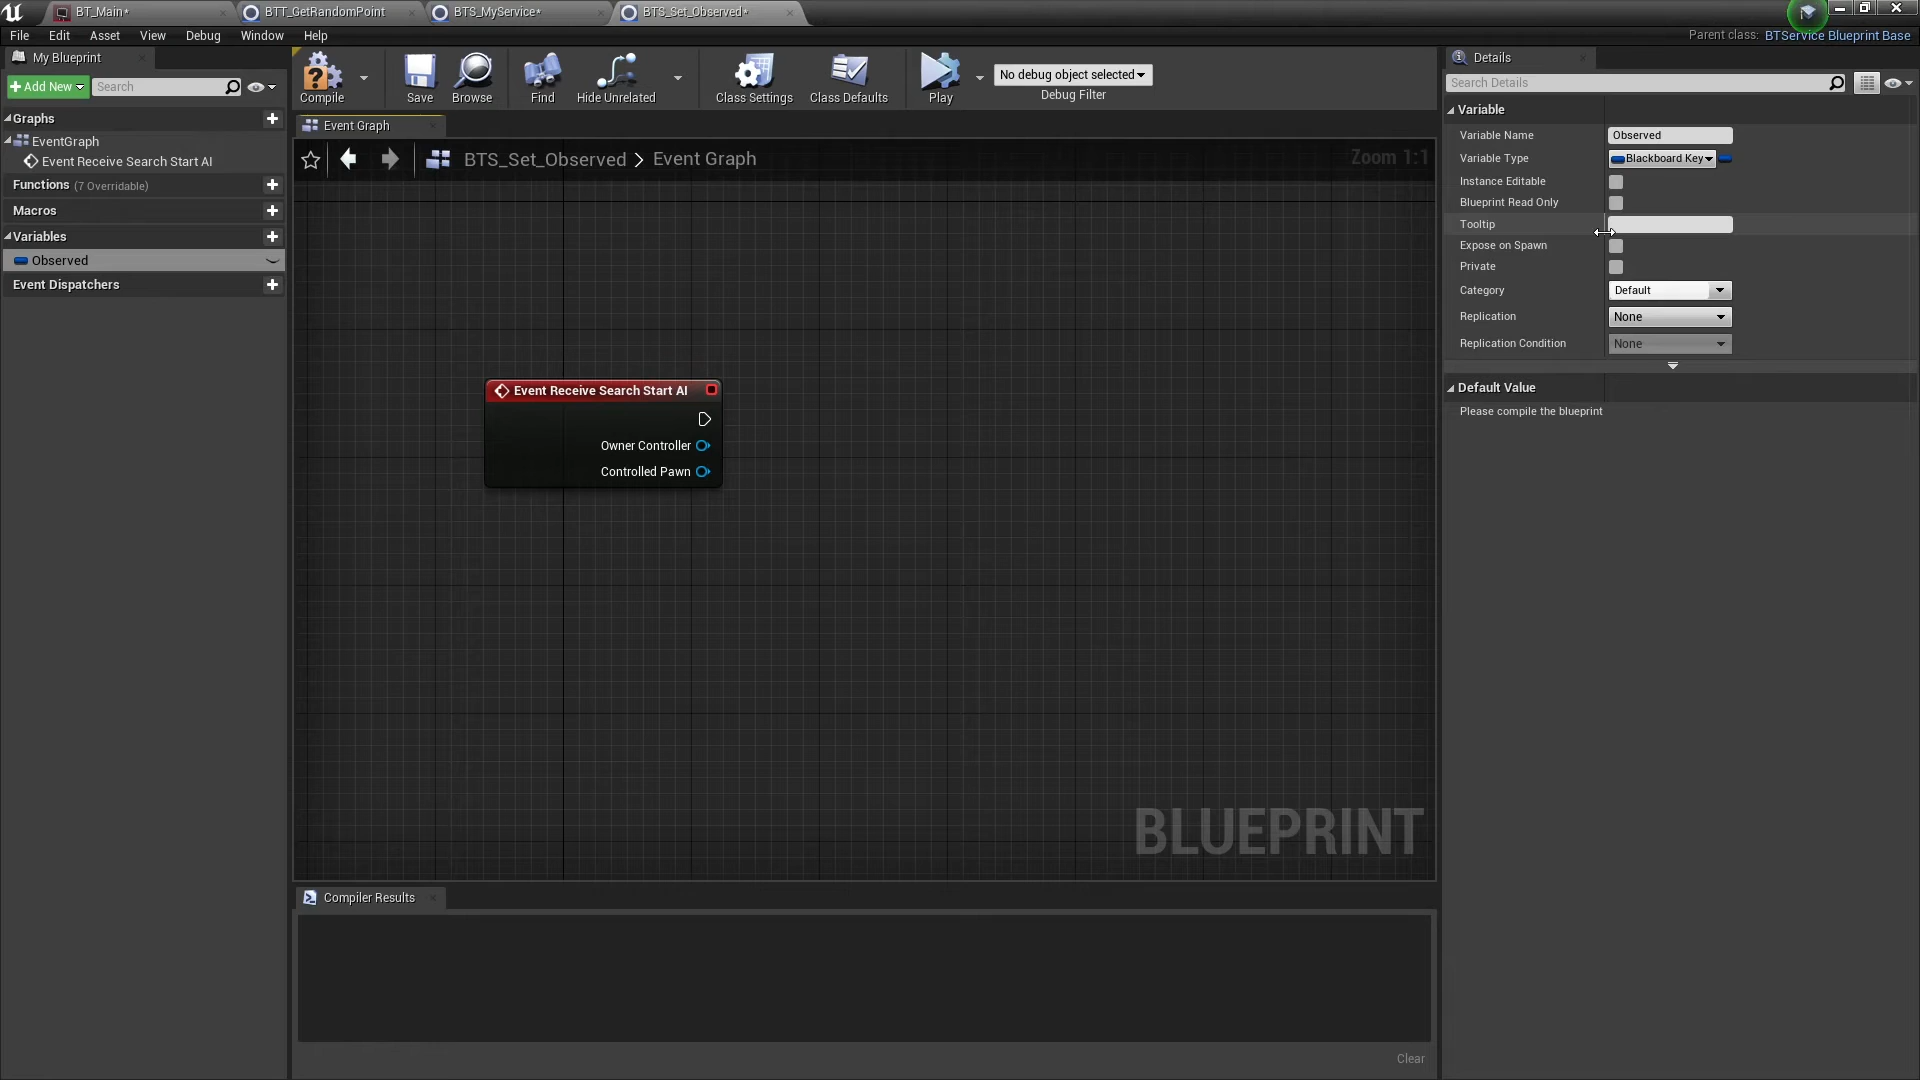 BT_Main*
BTT_GetRandomPoint
BTS_MyService*
BTS_Set_Observed*
File
Edit
Asset
View
Debug
Window
Help
Parent class:
BTService Blueprint Base
My Blueprint
Add New
Search
Graphs
EventGraph
Event Receive Search Start AI
Functions (7 Overridable)
Macros
Variables
Observed
Event Dispatchers
Compile
Save
Browse
Find
Hide Unrelated
Class Settings
Class Defaults
Play
No debug object selected
Debug Filter
Event Graph
BTS_Set_Observed > Event Graph
Zoom 1:1
Event Receive Search Start AI
Owner Controller
Controlled Pawn
BLUEPRINT
Compiler Results
Clear
Details
Search Details
Variable
Variable Name
Observed
Variable Type
Blackboard Key
Instance Editable
Blueprint Read Only
Tooltip
Expose on Spawn
Private
Category
Default
Replication
None
Replication Condition
None
Default Value
Please compile the blueprint